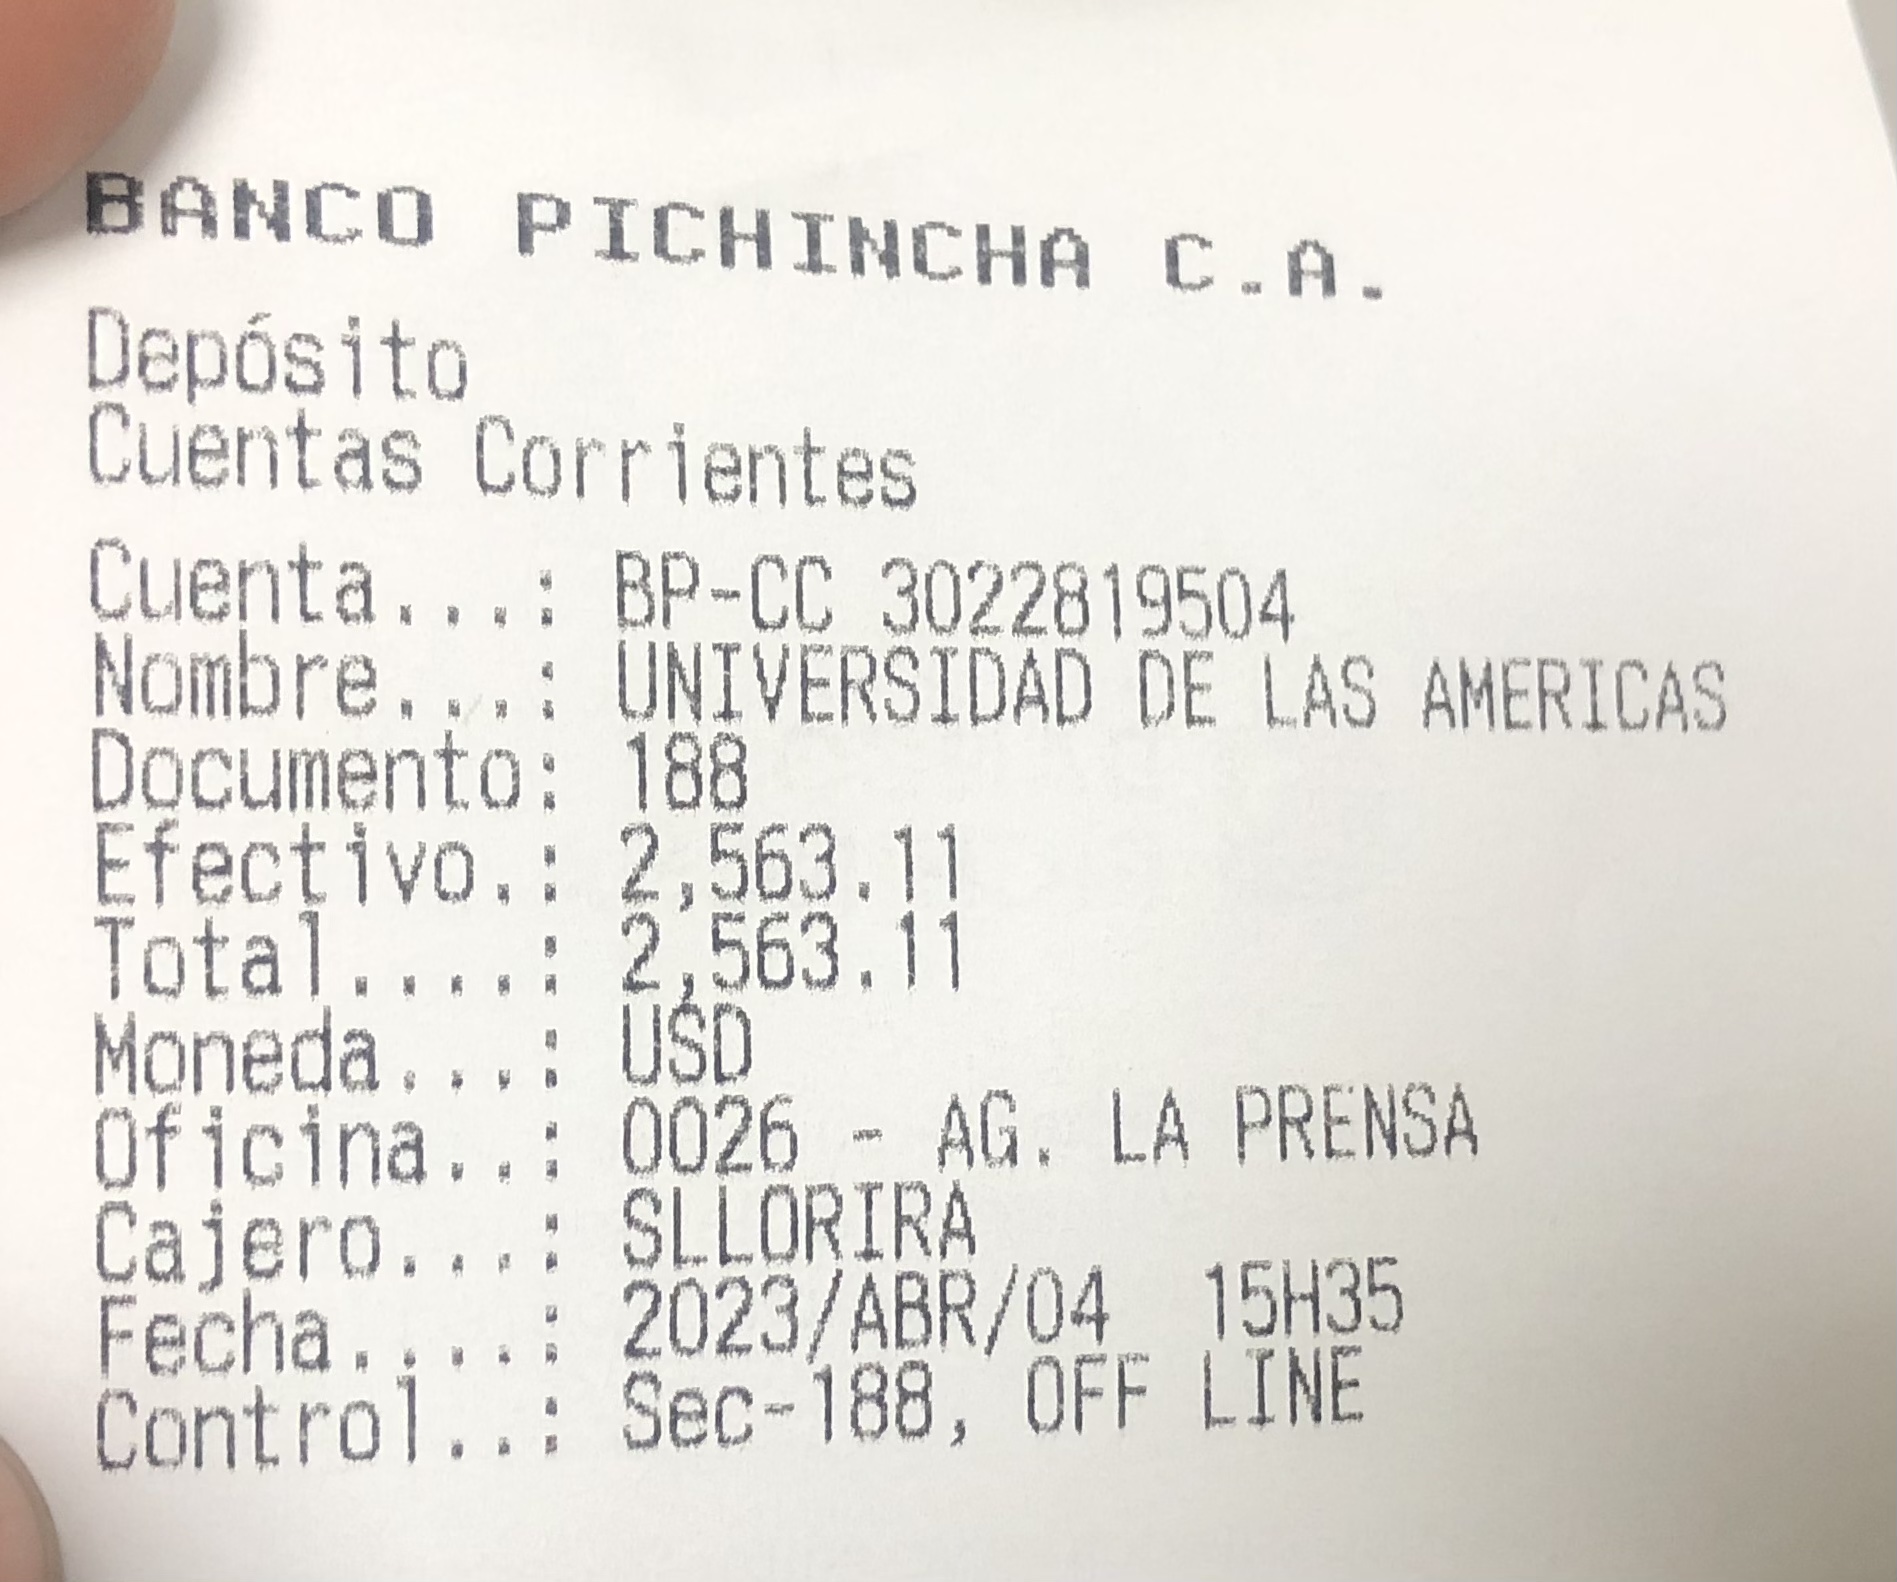 BANCO PICHINCHA C.A.
Depósito
Cuentas Corrientes
Cuenta...: BP-CC 3022819504
Nombre...: UNIVERSIDAD DE LAS AMERICAS
Documento: 188
Efectivo.: 2,563.11
Total....: 2,563.11
Moneda...: USD
Oficina..: 0026 - AG. LA PRENSA
Cajero...: SLLORIRA
Fecha....: 2023/ABR/04  15H35
Control..: Sec-188, OFF LINE